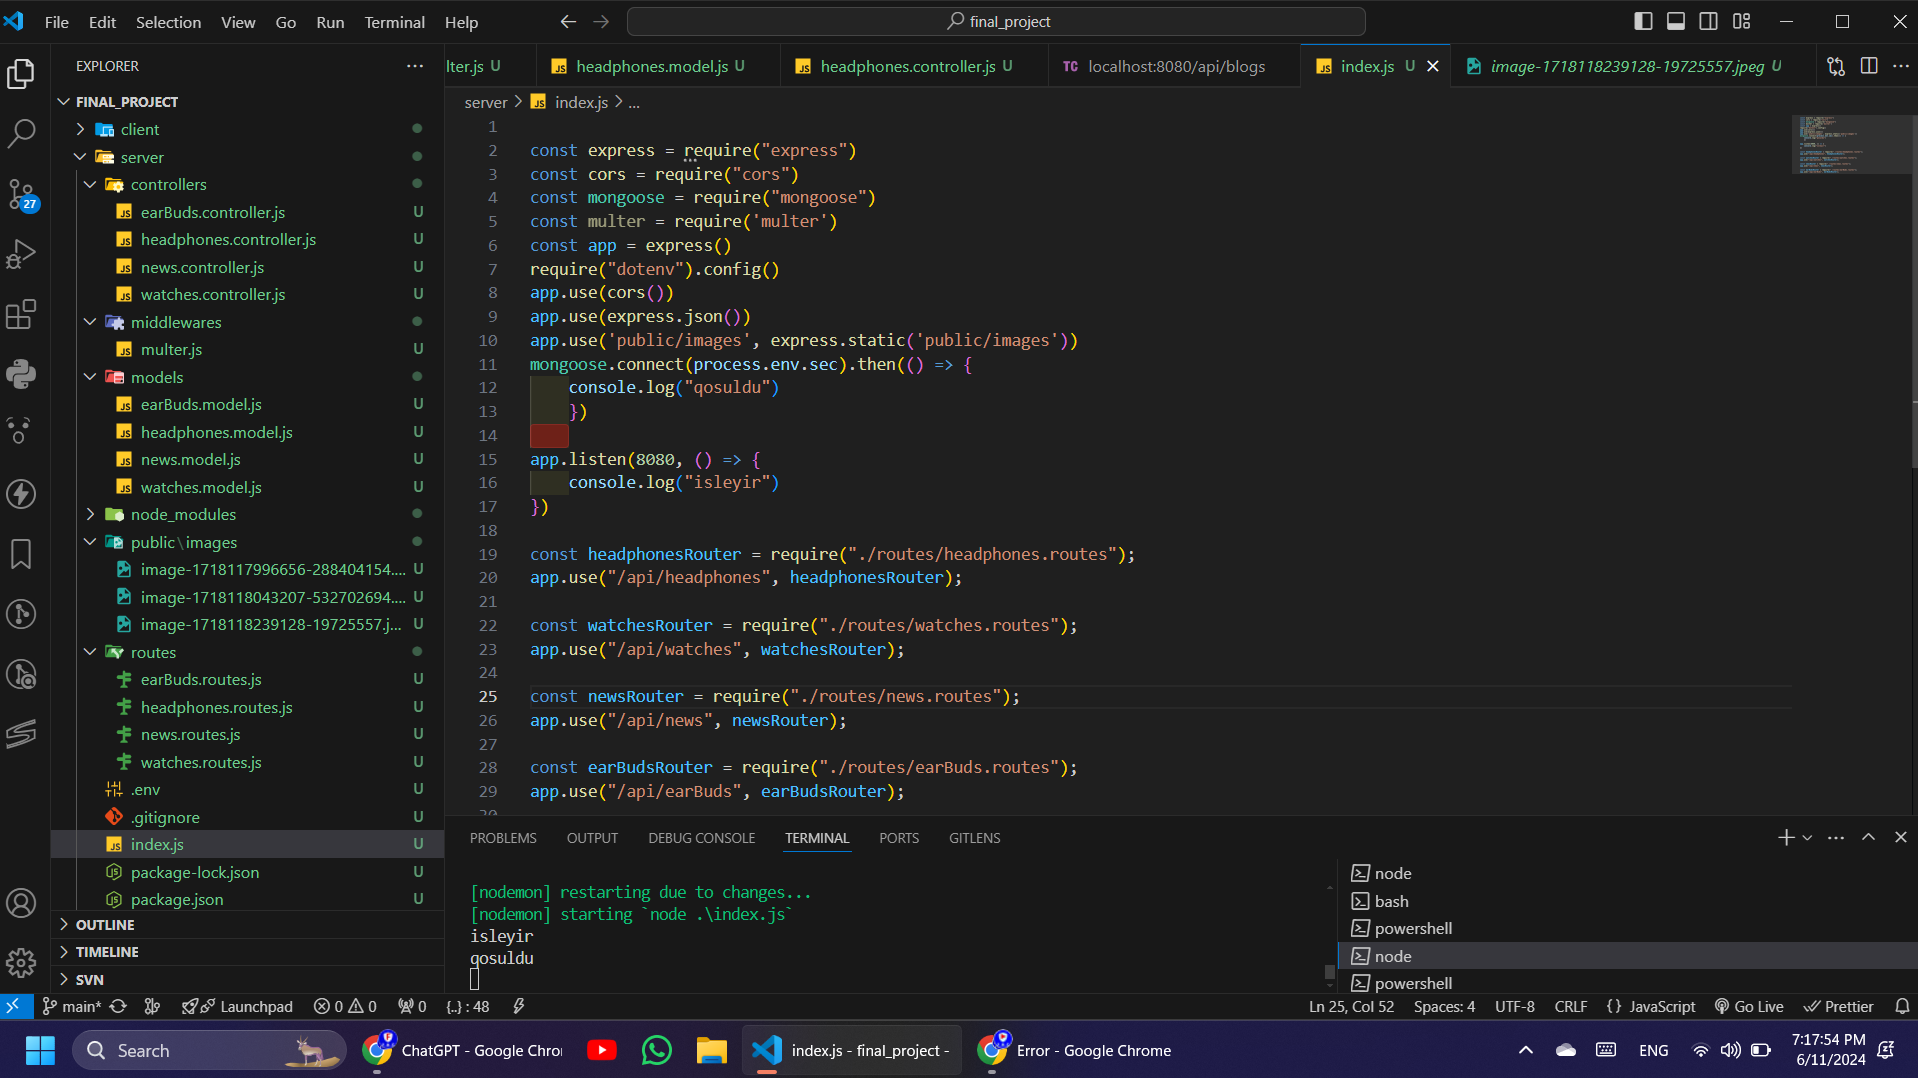 File Edit Selection View Go Run Terminal Help
final_project
EXPLORER
FINAL_PROJECT
client
server
controllers
earBuds.controller.js U
headphones.controller.js U
news.controller.js U
watches.controller.js U
middlewares
multer.js U
models
earBuds.model.js U
headphones.model.js U
news.model.js U
watches.model.js U
node_modules
public\images
image-1718117996656-288404154.... U
image-1718118043207-532702694.... U
image-1718118239128-19725557.j... U
routes
earBuds.routes.js U
headphones.routes.js U
news.routes.js U
watches.routes.js U
.env U
.gitignore U
index.js U
package-lock.json U
package.json U
OUTLINE
TIMELINE
SVN
27
lter.js U
headphones.model.js U
headphones.controller.js U
TC localhost:8080/api/blogs
index.js U
image-1718118239128-19725557.jpeg U
server > index.js > ...
1
2 const express = require("express")
3 const cors = require("cors")
4 const mongoose = require("mongoose")
5 const multer = require('multer')
6 const app = express()
7 require("dotenv").config()
8 app.use(cors())
9 app.use(express.json())
10 app.use('public/images', express.static('public/images'))
11 mongoose.connect(process.env.sec).then(() => {
12 console.log("qosuldu")
13 })
14
15 app.listen(8080, () => {
16 console.log("isleyir")
17 })
18
19 const headphonesRouter = require("./routes/headphones.routes");
20 app.use("/api/headphones", headphonesRouter);
21
22 const watchesRouter = require("./routes/watches.routes");
23 app.use("/api/watches", watchesRouter);
24
25 const newsRouter = require("./routes/news.routes");
26 app.use("/api/news", newsRouter);
27
28 const earBudsRouter = require("./routes/earBuds.routes");
29 app.use("/api/earBuds", earBudsRouter);
PROBLEMS OUTPUT DEBUG CONSOLE TERMINAL PORTS GITLENS
[nodemon] restarting due to changes...
[nodemon] starting `node .\index.js`
isleyir
qosuldu
node
bash
powershell
node
powershell
main* Launchpad 0 0 0 {..} : 48
Ln 25, Col 52 Spaces: 4 UTF-8 CRLF {} JavaScript Go Live Prettier
Search
ChatGPT - Google Chro
index.js - final_project -
Error - Google Chrome
ENG
7:17:54 PM
6/11/2024